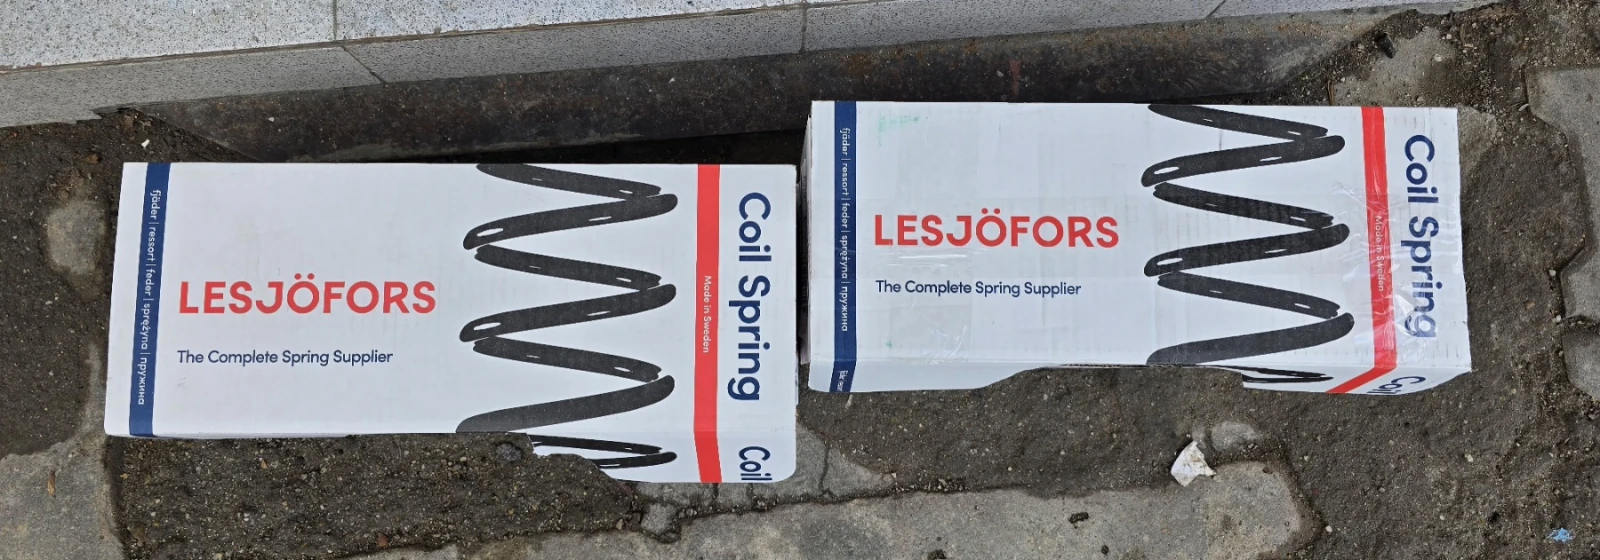 fjäder | ressort | feder | sprężyna | пружина
LESJÖFORS
The Complete Spring Supplier
Made in Sweden
Coil Spring
Coil
fjäder | ressort | feder | sprężyna | пружина
LESJÖFORS
The Complete Spring Supplier
Made in Sweden
Coil Spring
Coil